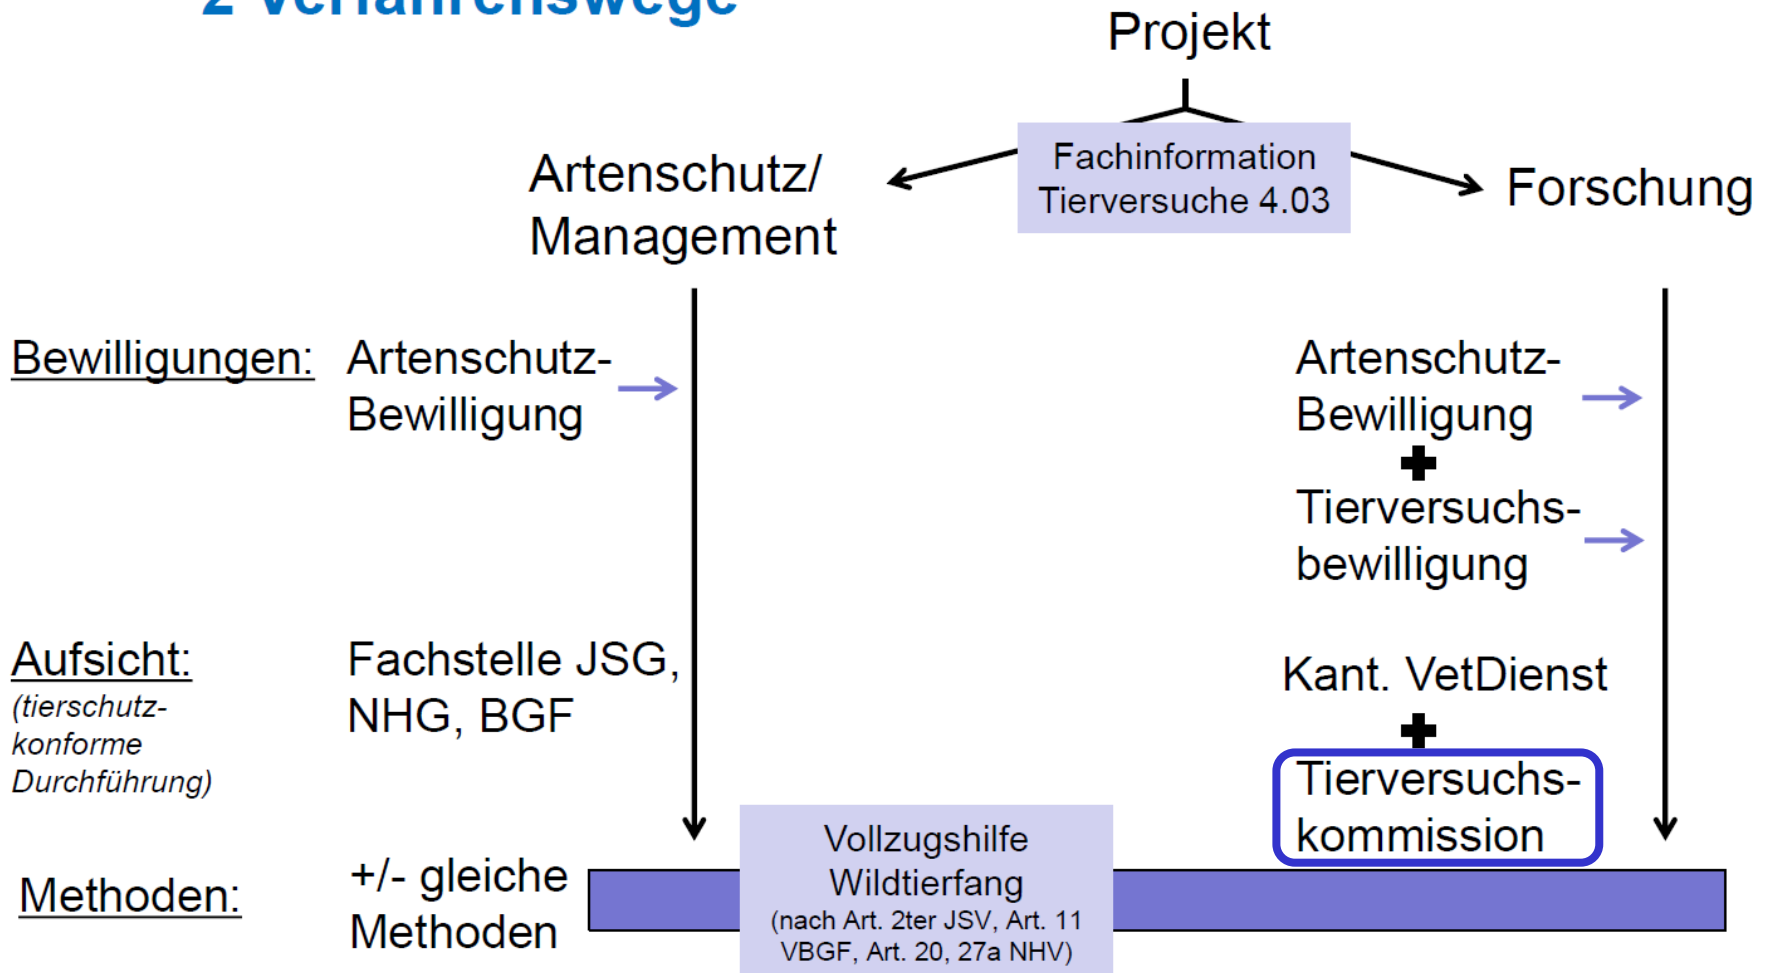 2 Verfahrenswege
Projekt
Fachinformation
Tierversuche 4.03
Artenschutz/
Management
Forschung
Bewilligungen:
Artenschutz-
Bewilligung
Artenschutz-
Bewilligung
Tierversuchs-
bewilligung
Aufsicht:
(tierschutz-
konforme
Durchführung)
Fachstelle JSG,
NHG, BGF
Kant. VetDienst
Tierversuchs-
kommission
Methoden:
+/- gleiche
Methoden
Vollzugshilfe
Wildtierfang
(nach Art. 2ter JSV, Art. 11
VBGF, Art. 20, 27a NHV)